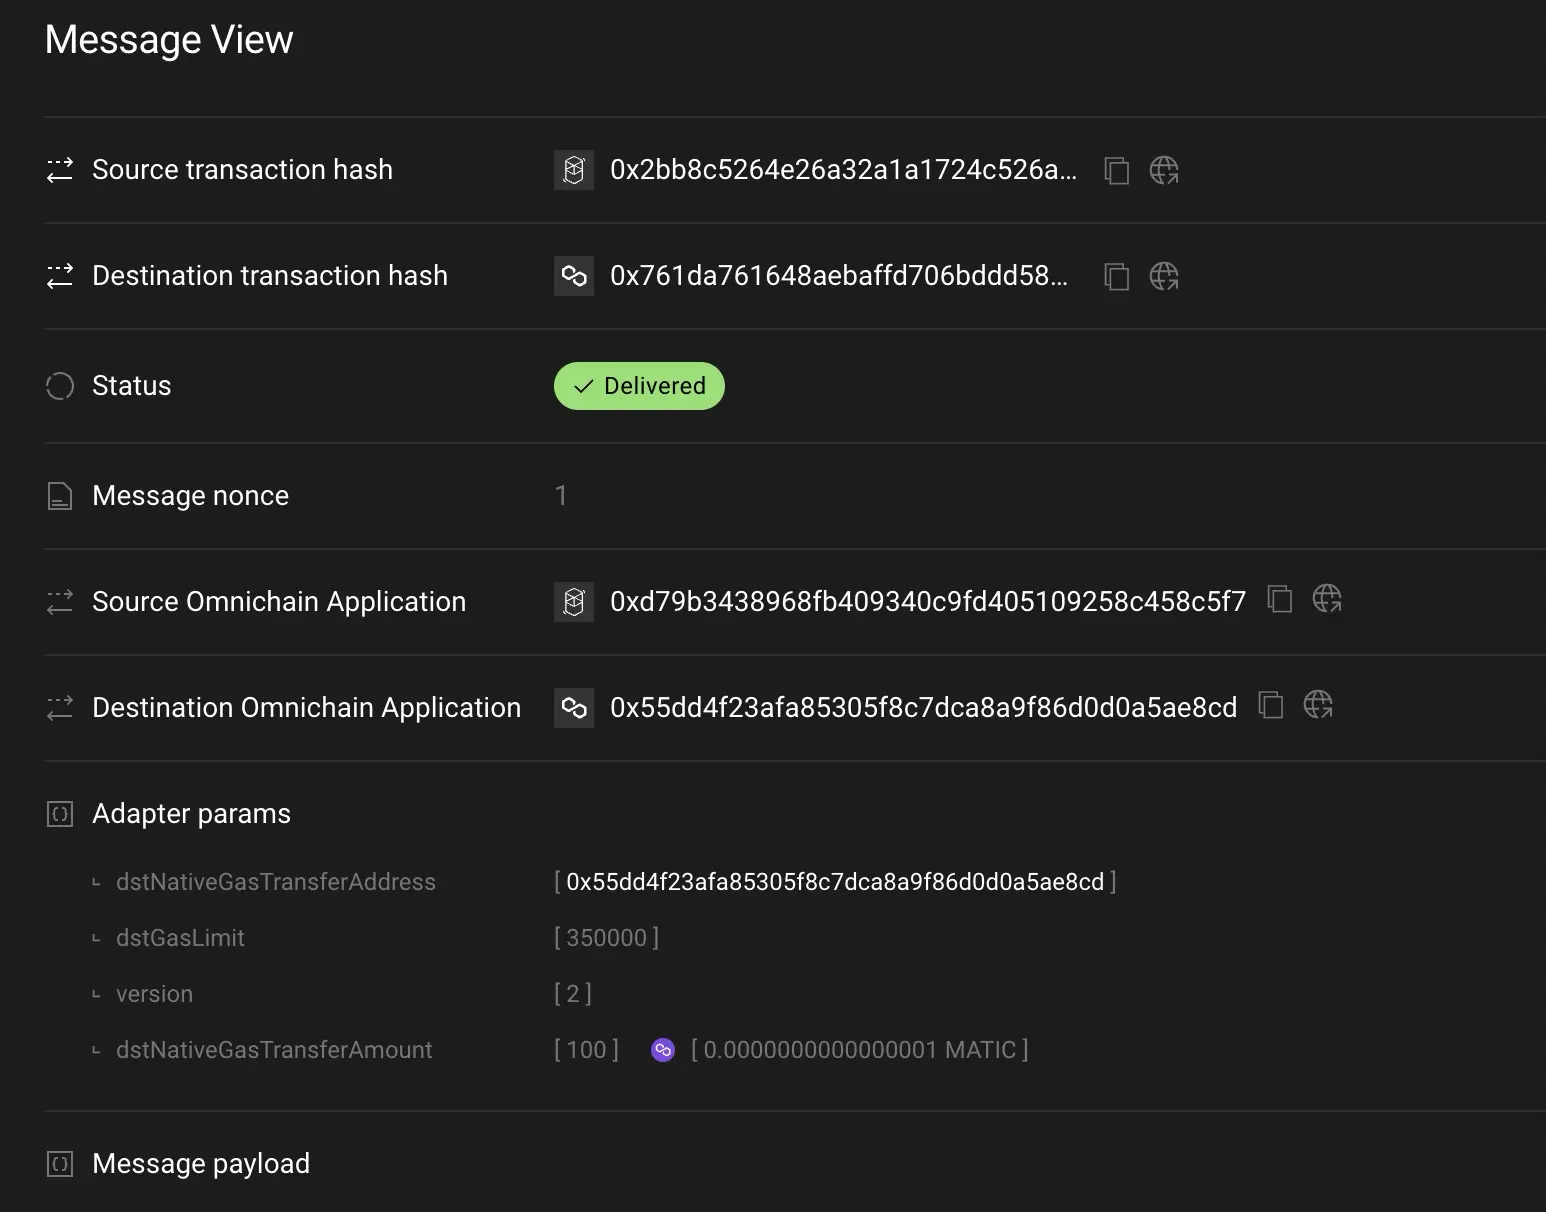 Message View
Source transaction hash 0x2bb8c5264e26a32a1a1724c526a...
Destination transaction hash 0x761da761648aebaffd706bddd58...
Status Delivered
Message nonce 1
Source Omnichain Application 0xd79b3438968fb409340c9fd405109258c458c5f7
Destination Omnichain Application 0x55dd4f23afa85305f8c7dca8a9f86d0d0a5ae8cd
Adapter params
dstNativeGasTransferAddress [ 0x55dd4f23afa85305f8c7dca8a9f86d0d0a5ae8cd ]
dstGasLimit [ 350000 ]
version [ 2 ]
dstNativeGasTransferAmount [ 100 ] [ 0.0000000000000001 MATIC ]
Message payload